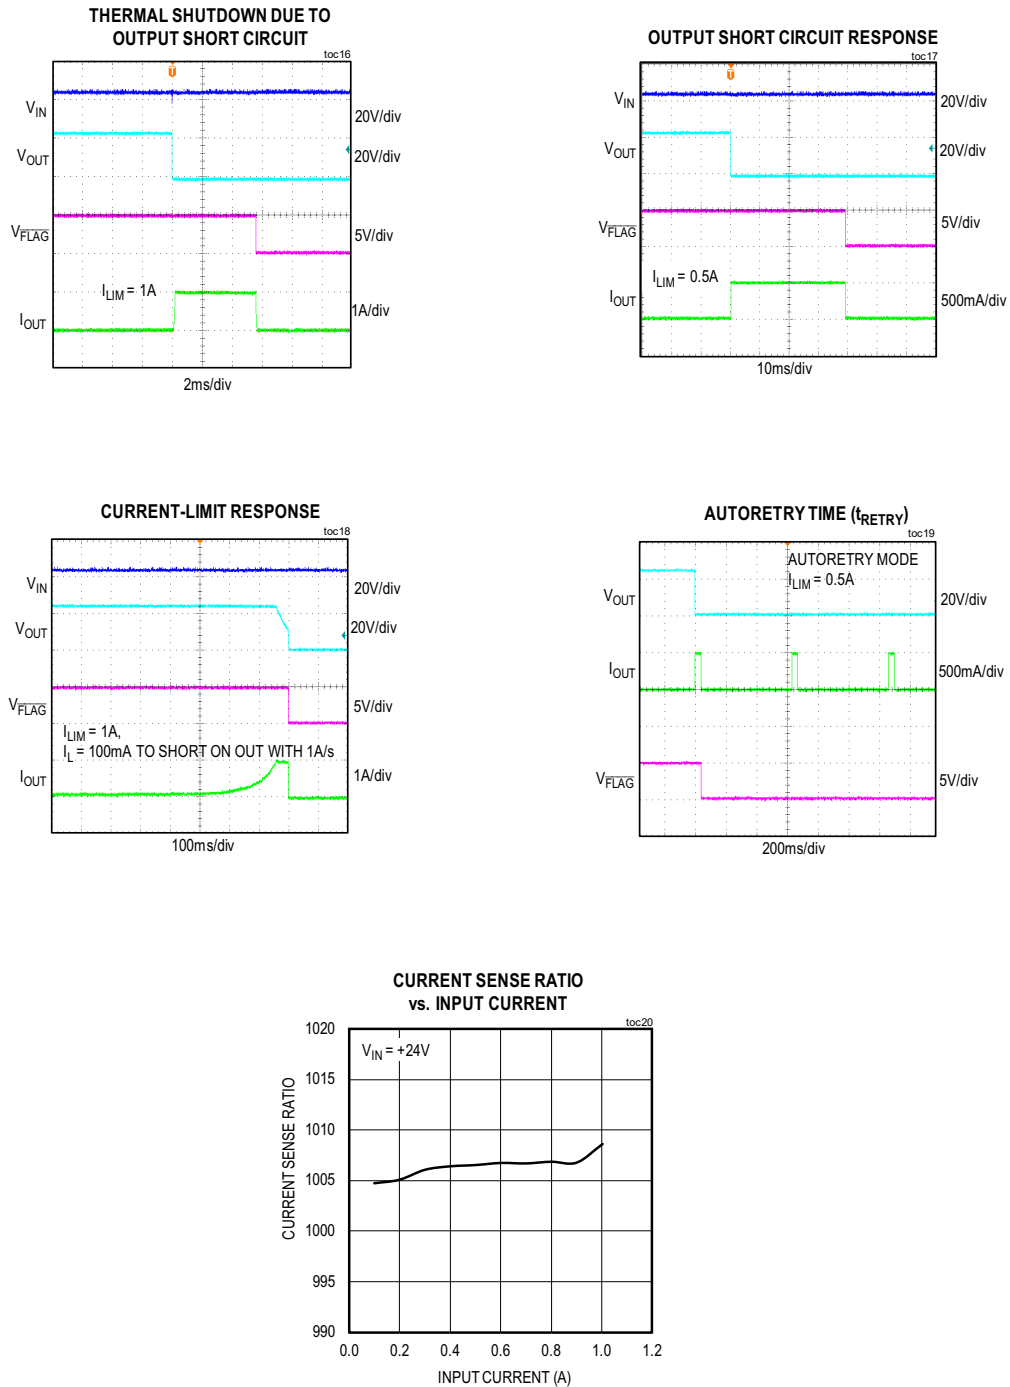 THERMAL SHUTDOWN DUE TO
OUTPUT SHORT CIRCUIT
toc16
T
VIN
20V/div
VOUT
20V/div
VFLAG
5V/div
ILIM = 1A
IOUT
1A/div
2ms/div
OUTPUT SHORT CIRCUIT RESPONSE
toc17
T
VIN
20V/div
VOUT
20V/div
VFLAG
5V/div
ILIM = 0.5A
IOUT
500mA/div
10ms/div
CURRENT-LIMIT RESPONSE
toc18
VIN
20V/div
VOUT
20V/div
VFLAG
5V/div
ILIM = 1A,
IL = 100mA TO SHORT ON OUT WITH 1A/s
IOUT
1A/div
100ms/div
AUTORETRY TIME (tRETRY)
toc19
AUTORETRY MODE
ILIM = 0.5A
VOUT
20V/div
IOUT
500mA/div
VFLAG
5V/div
200ms/div
CURRENT SENSE RATIO
vs. INPUT CURRENT
toc20
VIN = +24V
CURRENT SENSE RATIO
1020
1015
1010
1005
1000
995
990
0.0 0.2 0.4 0.6 0.8 1.0 1.2
INPUT CURRENT (A)